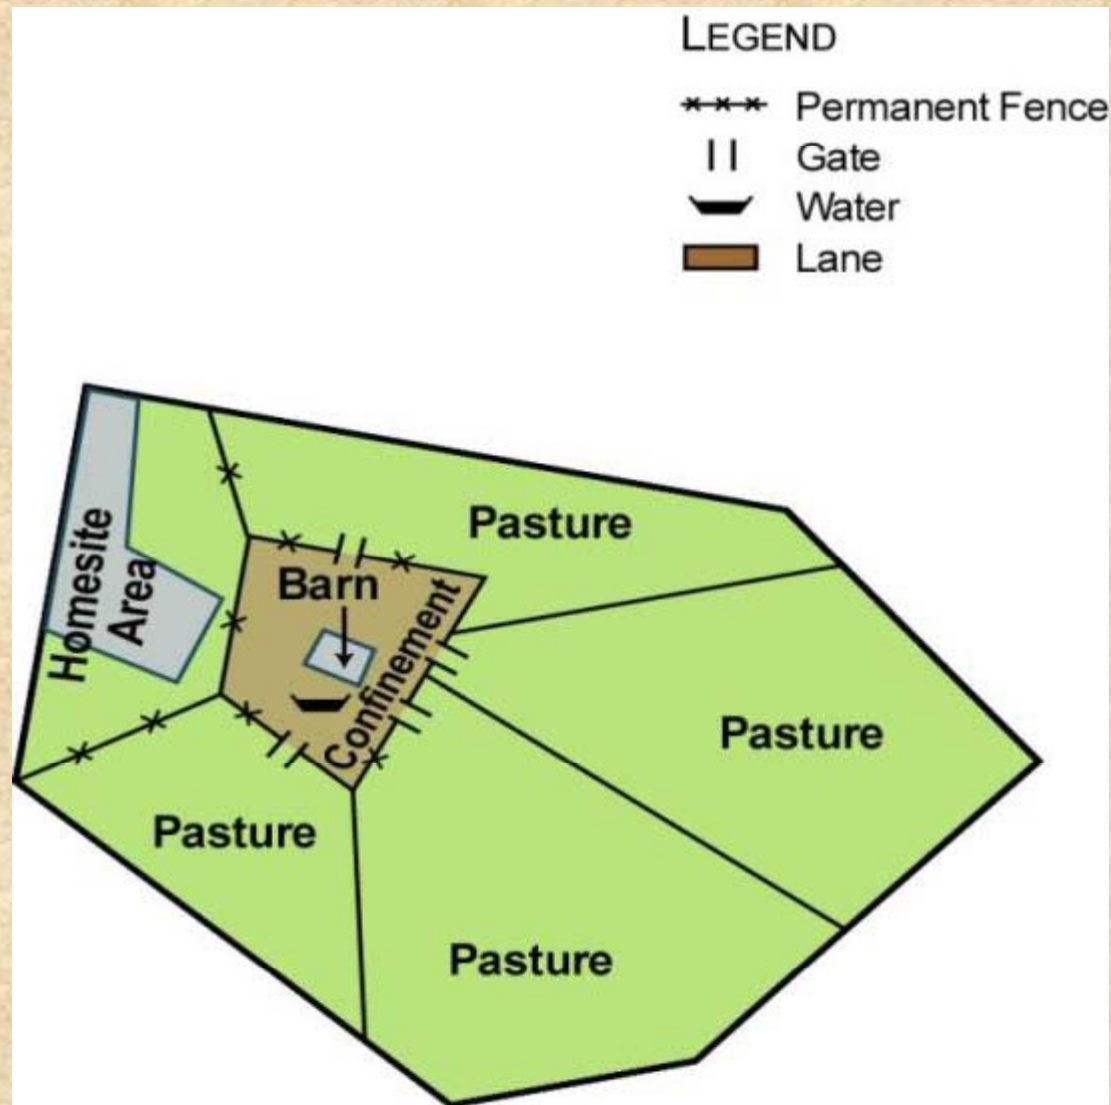 LEGEND
Permanent Fence
Gate
Water
Lane
Homesite
Area
Pasture
Barn
Confinement
Pasture
Pasture
Pasture